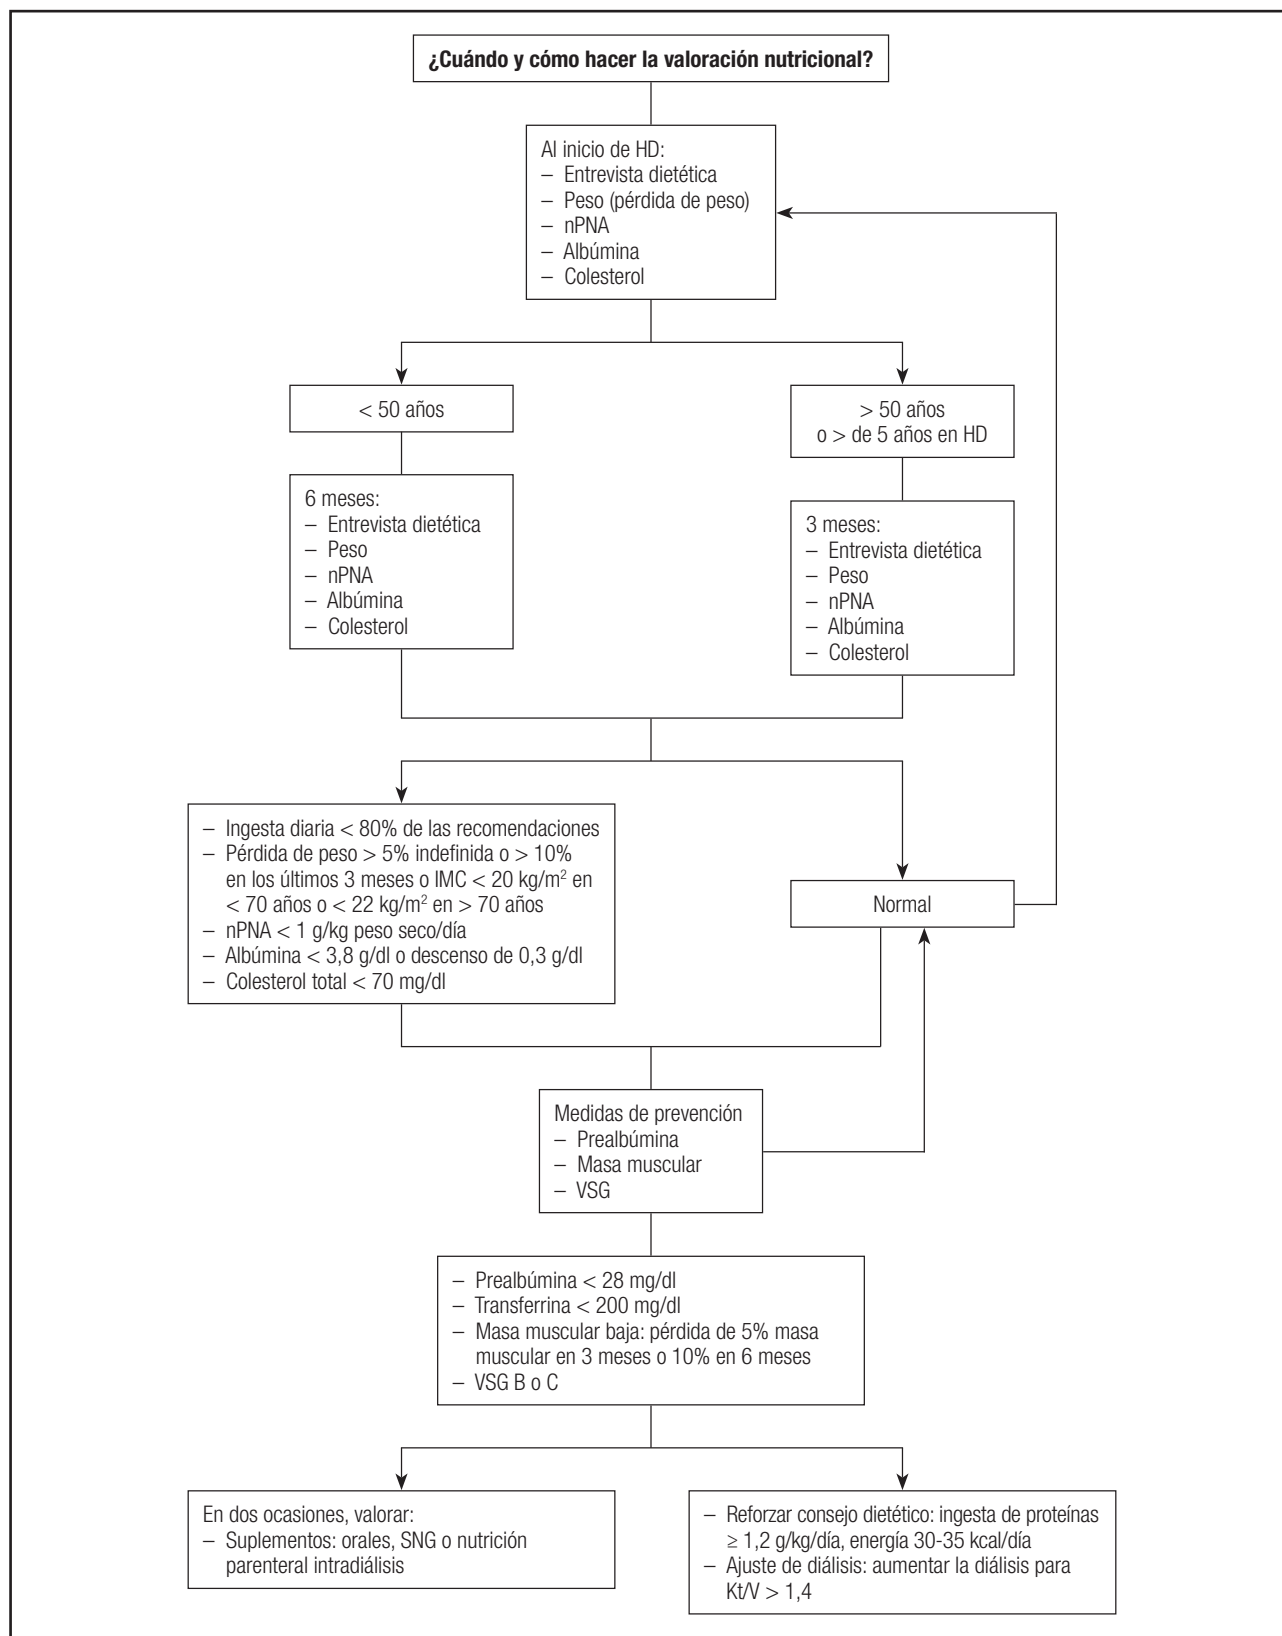 ¿Cuándo y cómo hacer la valoración nutricional?
Al inicio de HD:
– Entrevista dietética
– Peso (pérdida de peso)
– nPNA
– Albúmina
– Colesterol
< 50 años
> 50 años
o > de 5 años en HD
6 meses:
– Entrevista dietética
– Peso
– nPNA
– Albúmina
– Colesterol
3 meses:
– Entrevista dietética
– Peso
– nPNA
– Albúmina
– Colesterol
– Ingesta diaria < 80% de las recomendaciones
– Pérdida de peso > 5% indefinida o > 10%
en los últimos 3 meses o IMC < 20 kg/m² en
< 70 años o < 22 kg/m² en > 70 años
– nPNA < 1 g/kg peso seco/día
– Albúmina < 3,8 g/dl o descenso de 0,3 g/dl
– Colesterol total < 70 mg/dl
Normal
Medidas de prevención
– Prealbúmina
– Masa muscular
– VSG
– Prealbúmina < 28 mg/dl
– Transferrina < 200 mg/dl
– Masa muscular baja: pérdida de 5% masa
muscular en 3 meses o 10% en 6 meses
– VSG B o C
En dos ocasiones, valorar:
– Suplementos: orales, SNG o nutrición
parenteral intradiálisis
– Reforzar consejo dietético: ingesta de proteínas
≥ 1,2 g/kg/día, energía 30-35 kcal/día
– Ajuste de diálisis: aumentar la diálisis para
Kt/V > 1,4